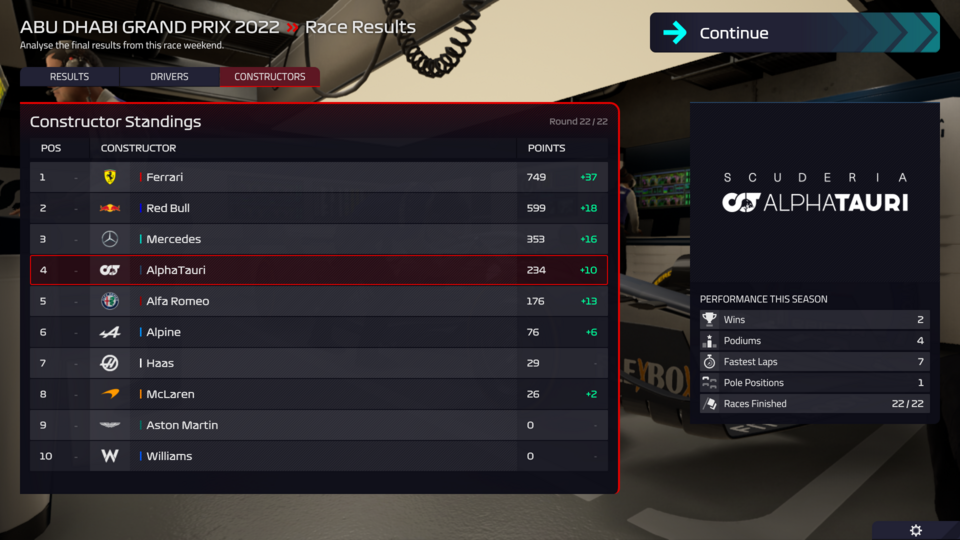 ABU DHABI GRAND PRIX 2022 » Race Results
Analyse the final results from this race weekend.
Continue
RESULTS DRIVERS CONSTRUCTORS
Constructor Standings Round 22 / 22
POS CONSTRUCTOR POINTS
1 - Ferrari 749 +37
2 - Red Bull 599 +18
3 - Mercedes 353 +16
4 - AlphaTauri 234 +10
5 - Alfa Romeo 176 +13
6 - Alpine 76 +6
7 - Haas 29 -
8 - McLaren 26 +2
9 - Aston Martin 0 -
10 - Williams 0 -
SCUDERIA
ALPHATAURI
PERFORMANCE THIS SEASON
Wins 2
Podiums 4
Fastest Laps 7
Pole Positions 1
Races Finished 22 / 22